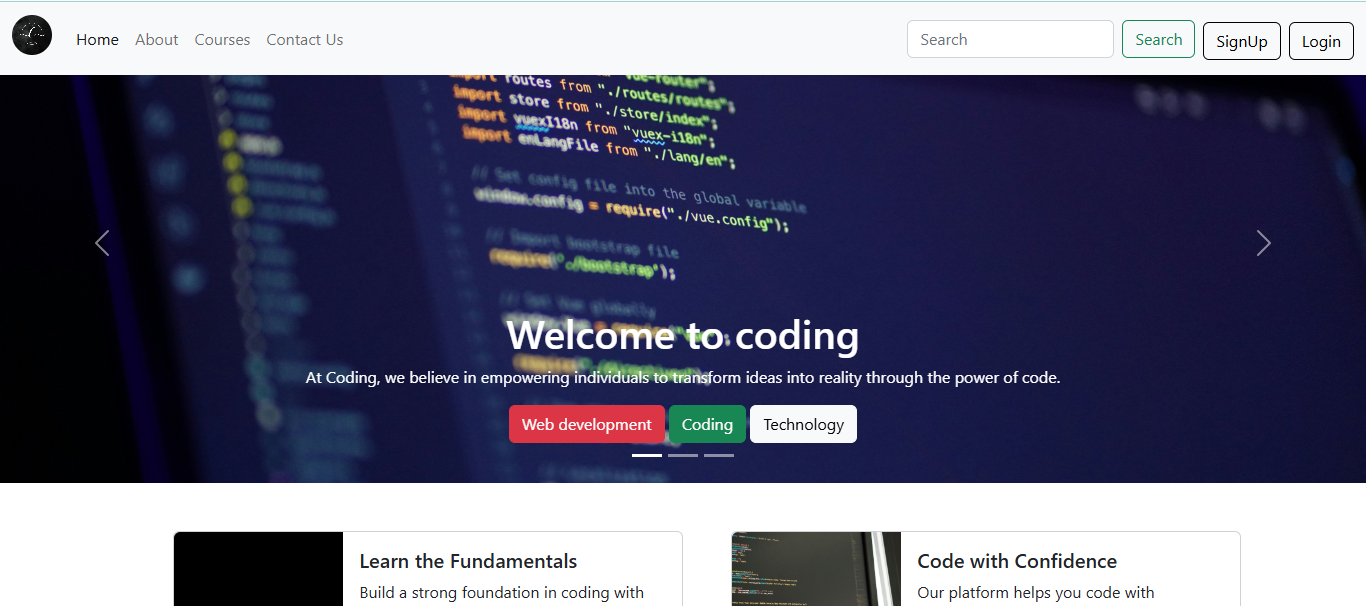 Home About Courses Contact Us Search Search SignUp Login
import routes from "./routes/routes";
import store from "./store/index";
import vuexI18n from "vuex-i18n";
import enLangFile from "./lang/en";
// Set config file into the global variable
window.config = require("./vue.config");
// Import bootstrap file
require('./bootstrap');
// Set Vue globally
Welcome to coding
At Coding, we believe in empowering individuals to transform ideas into reality through the power of code.
Web development Coding Technology
Learn the Fundamentals
Build a strong foundation in coding with
Code with Confidence
Our platform helps you code with